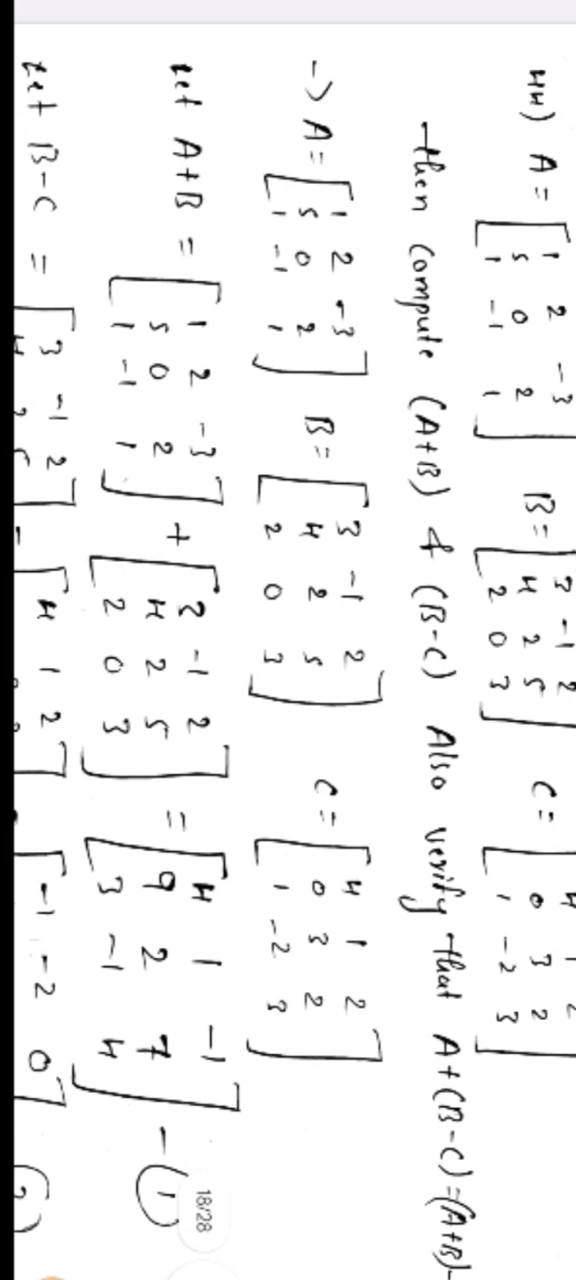 44) A = [1 2 -3 5 0 2 1 -1 1] B = [3 -1 2 4 2 5 2 0 3] C = [4 1 2 0 3 2 1 -2 3]
then compute (A+B) & (B-C) Also verify that A+(B-C)=(A+B)-
-> A = [1 2 -3 5 0 2 1 -1 1] B = [3 -1 2 4 2 5 2 0 3] C = [4 1 2 0 3 2 1 -2 3]
Let A+B = [1 2 -3 5 0 2 1 -1 1] + [3 -1 2 4 2 5 2 0 3] = [4 1 -1 9 2 7 3 -1 4] - ①
18/28
Let B-C = [3 -1 2] - [4 1 2] [-1 -2 0]